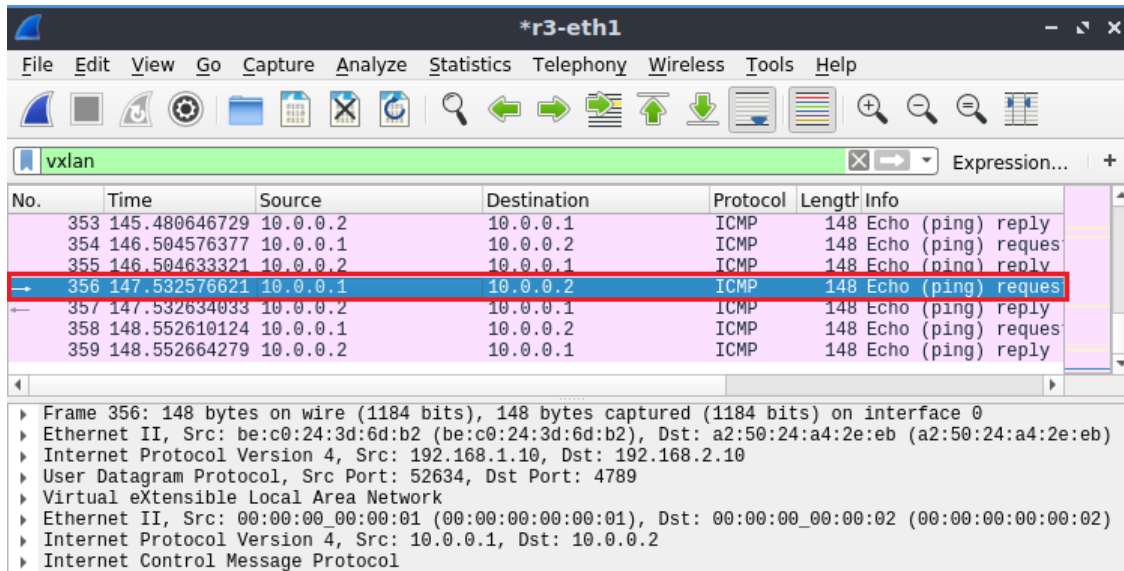 *r3-eth1
File Edit View Go Capture Analyze Statistics Telephony Wireless Tools Help
vxlan Expression... +
No. Time Source Destination Protocol Length Info
353 145.480646729 10.0.0.2 10.0.0.1 ICMP 148 Echo (ping) reply
354 146.504576377 10.0.0.1 10.0.0.2 ICMP 148 Echo (ping) reques
355 146.504633321 10.0.0.2 10.0.0.1 ICMP 148 Echo (ping) reply
356 147.532576621 10.0.0.1 10.0.0.2 ICMP 148 Echo (ping) reques
357 147.532634033 10.0.0.2 10.0.0.1 ICMP 148 Echo (ping) reply
358 148.552610124 10.0.0.1 10.0.0.2 ICMP 148 Echo (ping) reques
359 148.552664279 10.0.0.2 10.0.0.1 ICMP 148 Echo (ping) reply
Frame 356: 148 bytes on wire (1184 bits), 148 bytes captured (1184 bits) on interface 0
Ethernet II, Src: be:c0:24:3d:6d:b2 (be:c0:24:3d:6d:b2), Dst: a2:50:24:a4:2e:eb (a2:50:24:a4:2e:eb)
Internet Protocol Version 4, Src: 192.168.1.10, Dst: 192.168.2.10
User Datagram Protocol, Src Port: 52634, Dst Port: 4789
Virtual eXtensible Local Area Network
Ethernet II, Src: 00:00:00_00:00:01 (00:00:00:00:00:01), Dst: 00:00:00_00:00:02 (00:00:00:00:00:02)
Internet Protocol Version 4, Src: 10.0.0.1, Dst: 10.0.0.2
Internet Control Message Protocol